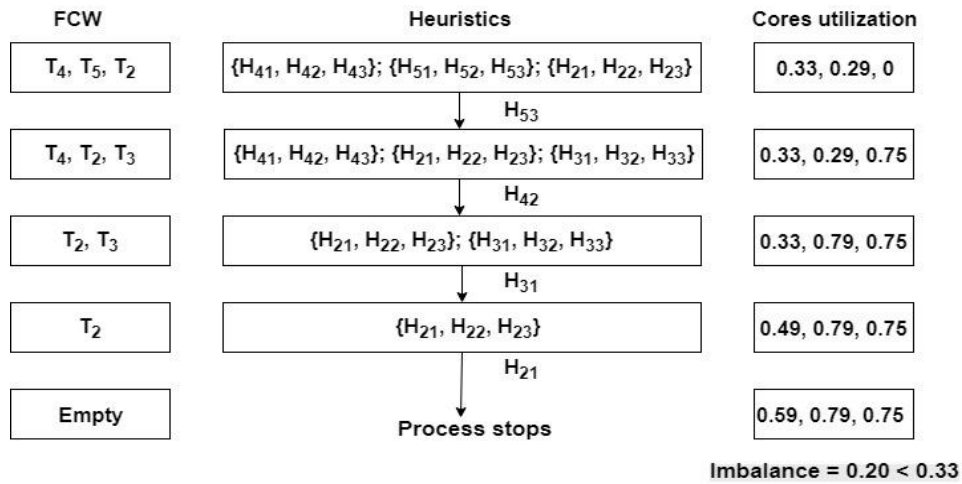 FCW Heuristics Cores utilization
T₄, T₅, T₂ {H₄₁, H₄₂, H₄₃}; {H₅₁, H₅₂, H₅₃}; {H₂₁, H₂₂, H₂₃} 0.33, 0.29, 0
H₅₃
T₄, T₂, T₃ {H₄₁, H₄₂, H₄₃}; {H₂₁, H₂₂, H₂₃}; {H₃₁, H₃₂, H₃₃} 0.33, 0.29, 0.75
H₄₂
T₂, T₃ {H₂₁, H₂₂, H₂₃}; {H₃₁, H₃₂, H₃₃} 0.33, 0.79, 0.75
H₃₁
T₂ {H₂₁, H₂₂, H₂₃} 0.49, 0.79, 0.75
H₂₁
Empty Process stops 0.59, 0.79, 0.75
Imbalance = 0.20 < 0.33